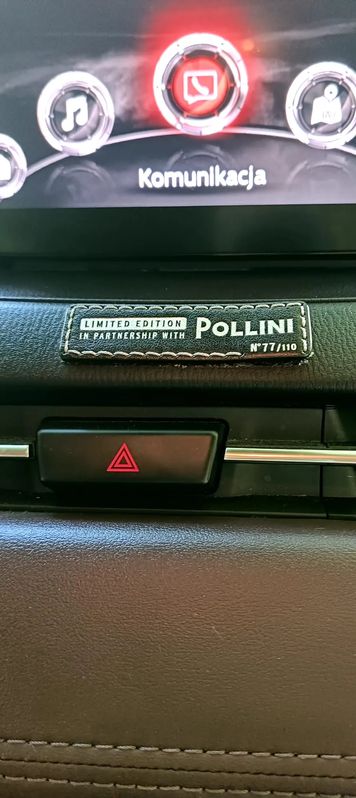 Komunikacja
LIMITED EDITION
IN PARTNERSHIP WITH
POLLINI
N°77/110